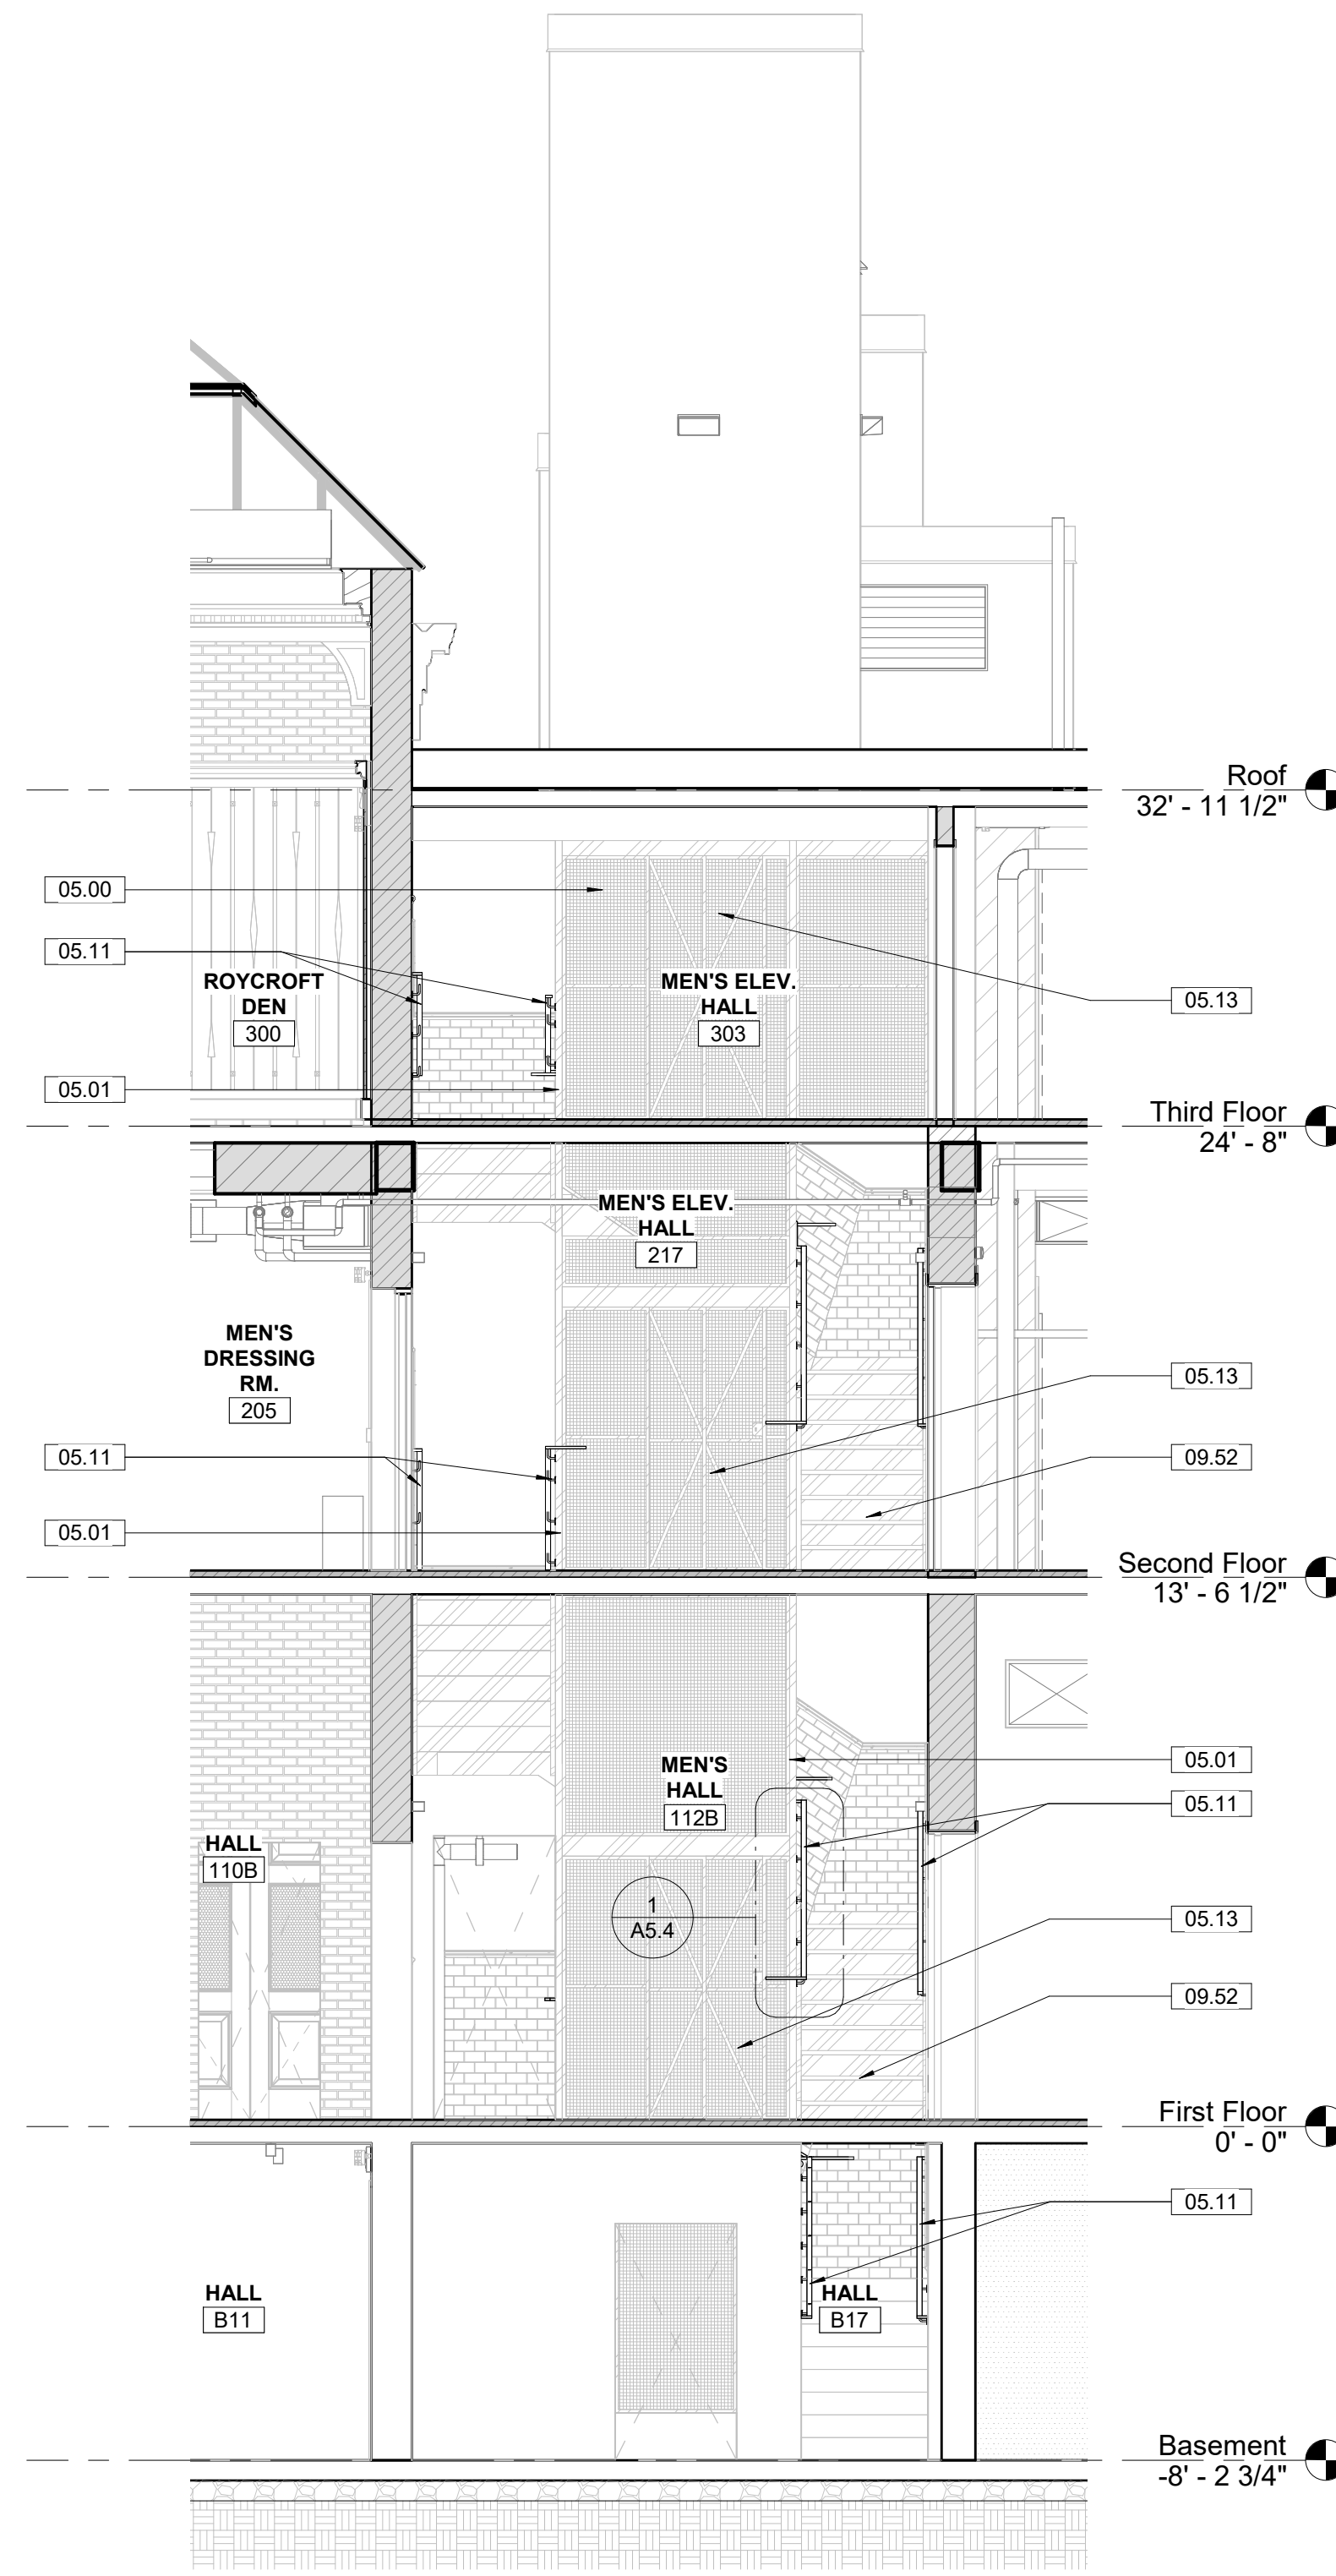 Roof
32' - 11 1/2"
05.00
05.11
ROYCROFT
DEN
300
MEN'S ELEV.
HALL
303
05.13
05.01
Third Floor
24' - 8"
MEN'S ELEV.
HALL
217
MEN'S
DRESSING
RM.
205
05.13
05.11
09.52
05.01
Second Floor
13' - 6 1/2"
MEN'S
HALL
112B
05.01
05.11
HALL
110B
1
A5.4
05.13
09.52
First Floor
0' - 0"
05.11
HALL
B11
HALL
B17
Basement
-8' - 2 3/4"